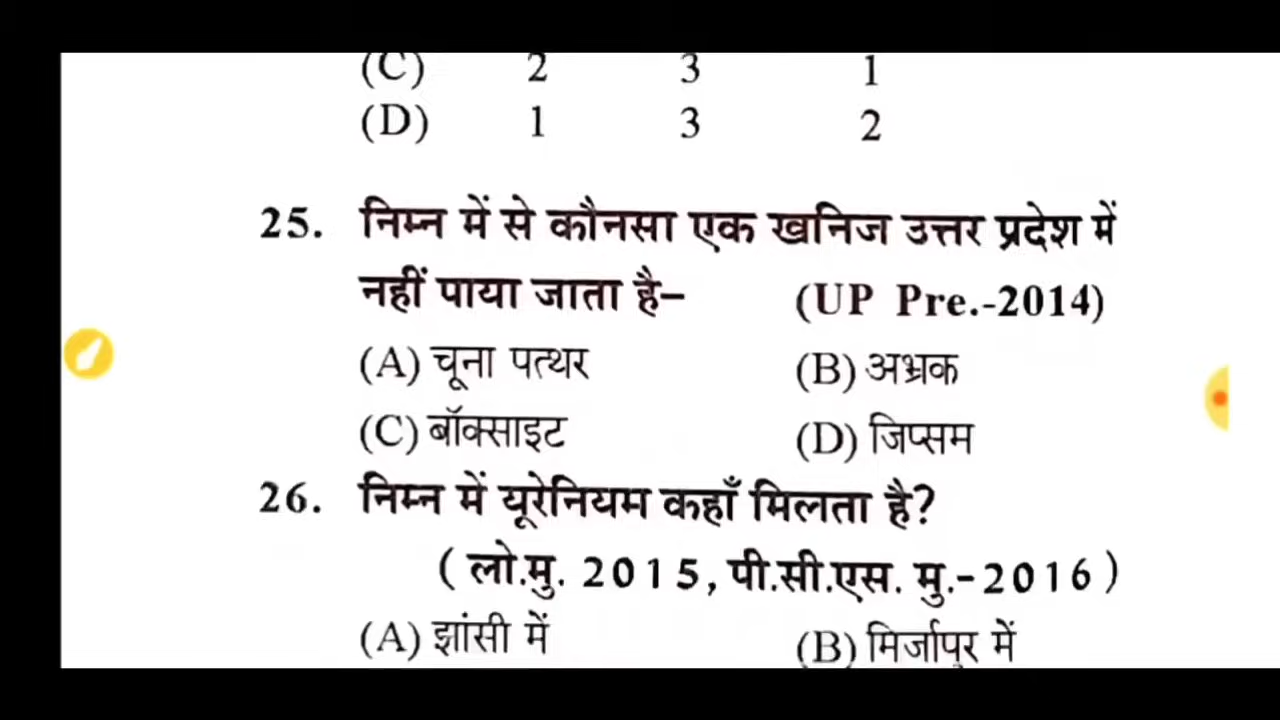 (C) 2 3 1
(D) 1 3 2
25. निम्न में से कौनसा एक खनिज उत्तर प्रदेश में
नहीं पाया जाता है– (UP Pre.-2014)
(A) चूना पत्थर (B) अभ्रक
(C) बॉक्साइट (D) जिप्सम
26. निम्न में यूरेनियम कहाँ मिलता है?
( लो.मु. 2015, पी.सी.एस. मु.-2016 )
(A) झांसी में (B) मिर्जापुर में